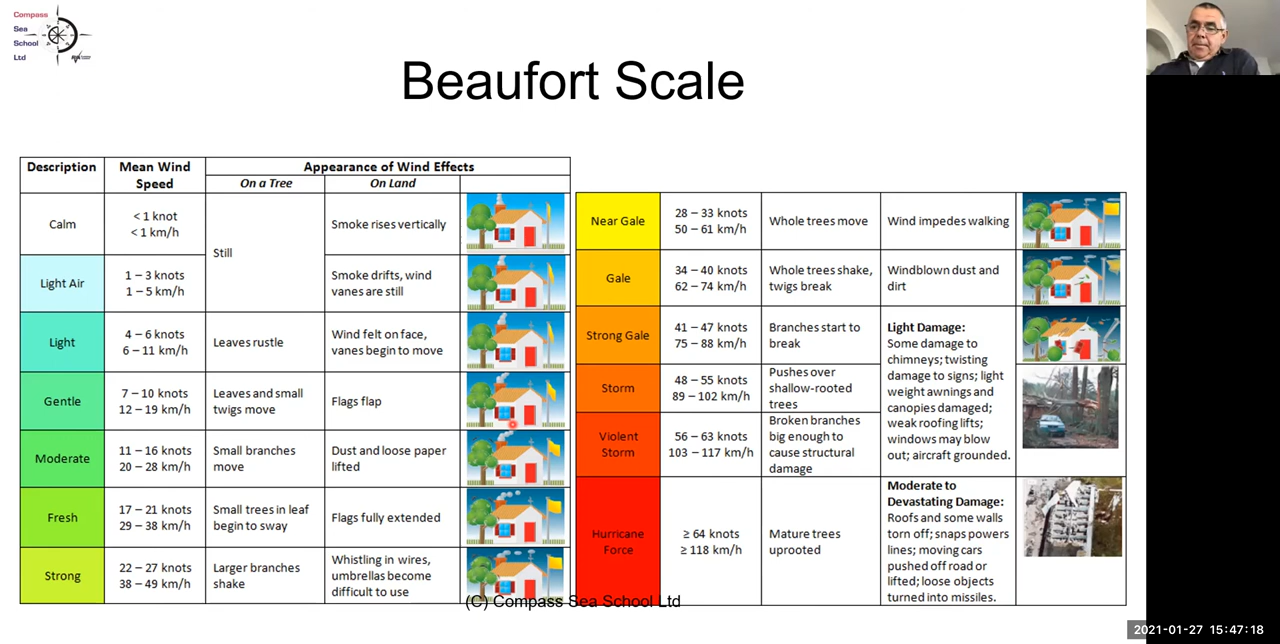 Compass
Sea
School
Ltd
Beaufort Scale
Description
Mean Wind
Speed
Appearance of Wind Effects
On a Tree
On Land
Calm
< 1 knot
< 1 km/h
Still
Smoke rises vertically
Light Air
1 – 3 knots
1 – 5 km/h
Smoke drifts, wind
vanes are still
Light
4 – 6 knots
6 – 11 km/h
Leaves rustle
Wind felt on face,
vanes begin to move
Gentle
7 – 10 knots
12 – 19 km/h
Leaves and small
twigs move
Flags flap
Moderate
11 – 16 knots
20 – 28 km/h
Small branches
move
Dust and loose paper
lifted
Fresh
17 – 21 knots
29 – 38 km/h
Small trees in leaf
begin to sway
Flags fully extended
Strong
22 – 27 knots
38 – 49 km/h
Larger branches
shake
Whistling in wires,
umbrellas become
difficult to use
Near Gale
28 – 33 knots
50 – 61 km/h
Whole trees move
Wind impedes walking
Gale
34 – 40 knots
62 – 74 km/h
Whole trees shake,
twigs break
Windblown dust and
dirt
Strong Gale
41 – 47 knots
75 – 88 km/h
Branches start to
break
Light Damage:
Some damage to
chimneys; twisting
damage to signs; light
weight awnings and
canopies damaged;
weak roofing lifts;
windows may blow
out; aircraft grounded.
Storm
48 – 55 knots
89 – 102 km/h
Pushes over
shallow-rooted
trees
Violent
Storm
56 – 63 knots
103 – 117 km/h
Broken branches
big enough to
cause structural
damage
Hurricane
Force
≥ 64 knots
≥ 118 km/h
Mature trees
uprooted
Moderate to
Devastating Damage:
Roofs and some walls
torn off; snaps powers
lines; moving cars
pushed off road or
lifted; loose objects
turned into missiles.
(C) Compass Sea School Ltd
2021-01-27 15:47:18